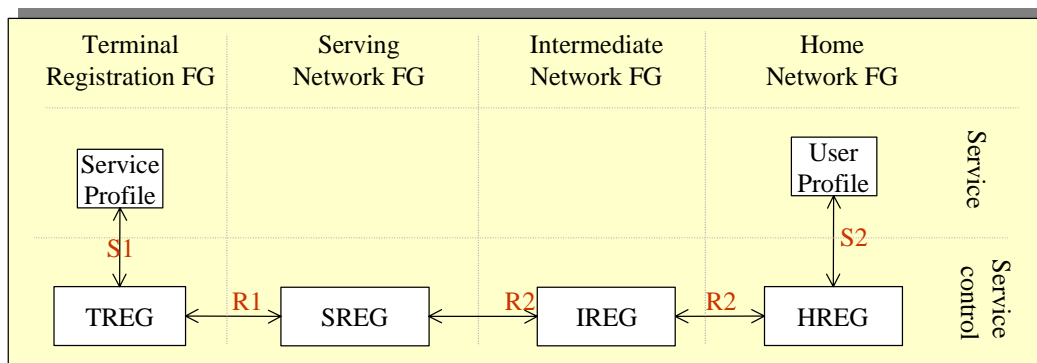 Terminal
Registration FG
Serving
Network FG
Intermediate
Network FG
Home
Network FG
Service
Profile
User
Profile
Service
S1
S2
TREG
R1
SREG
R2
IREG
R2
HREG
Service
control